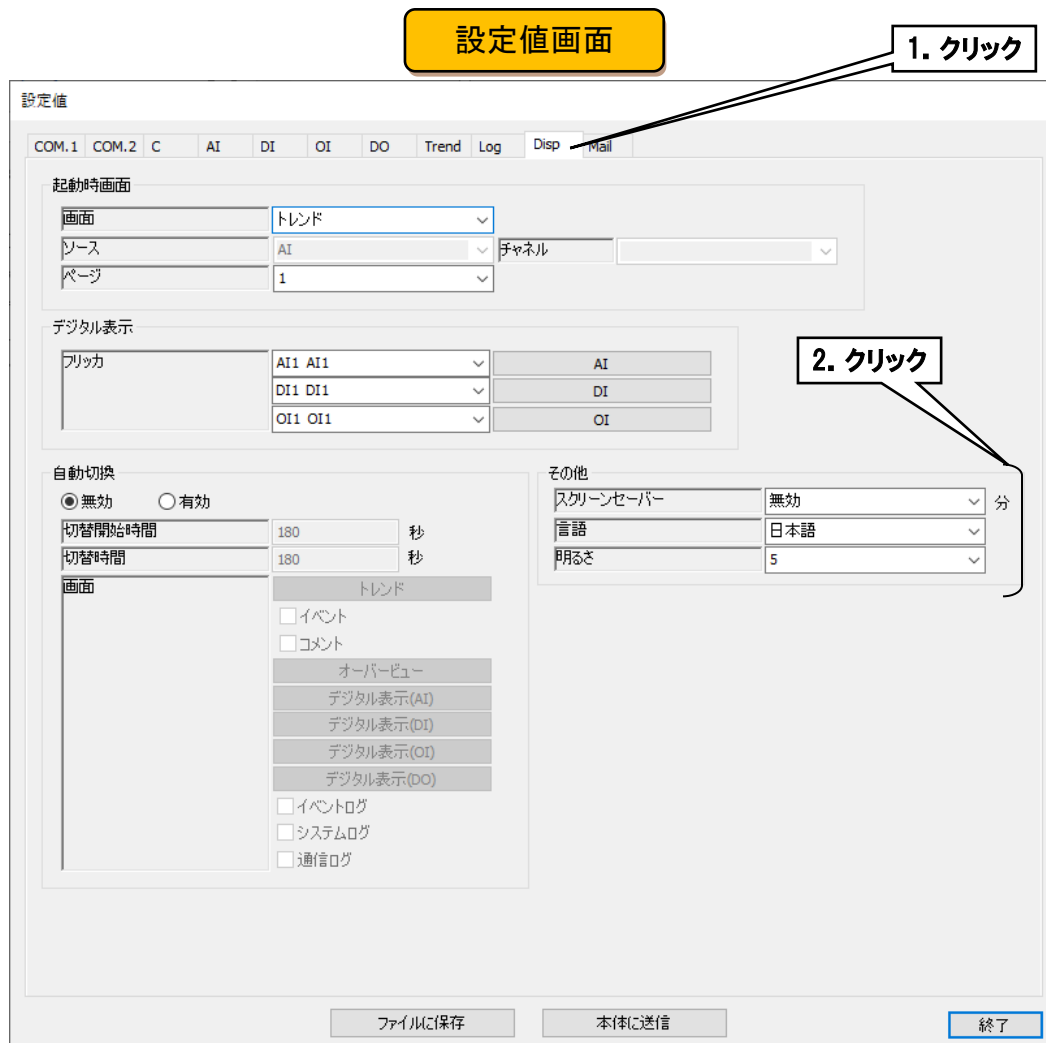 設定値画面
1. クリック
設定値
COM.1 COM.2 C AI DI OI DO Trend Log Disp Mail
起動時画面
画面 トレンド
ソース AI チャネル
ページ 1
デジタル表示
フリッカ AI1 AI1 AI
DI1 DI1 DI
OI1 OI1 OI
2. クリック
自動切換
無効 有効
切替開始時間 180 秒
切替時間 180 秒
画面 トレンド
イベント
コメント
オーバービュー
デジタル表示(AI)
デジタル表示(DI)
デジタル表示(OI)
デジタル表示(DO)
イベントログ
システムログ
通信ログ
その他
スクリーンセーバー 無効 分
言語 日本語
明るさ 5
ファイルに保存 本体に送信 終了